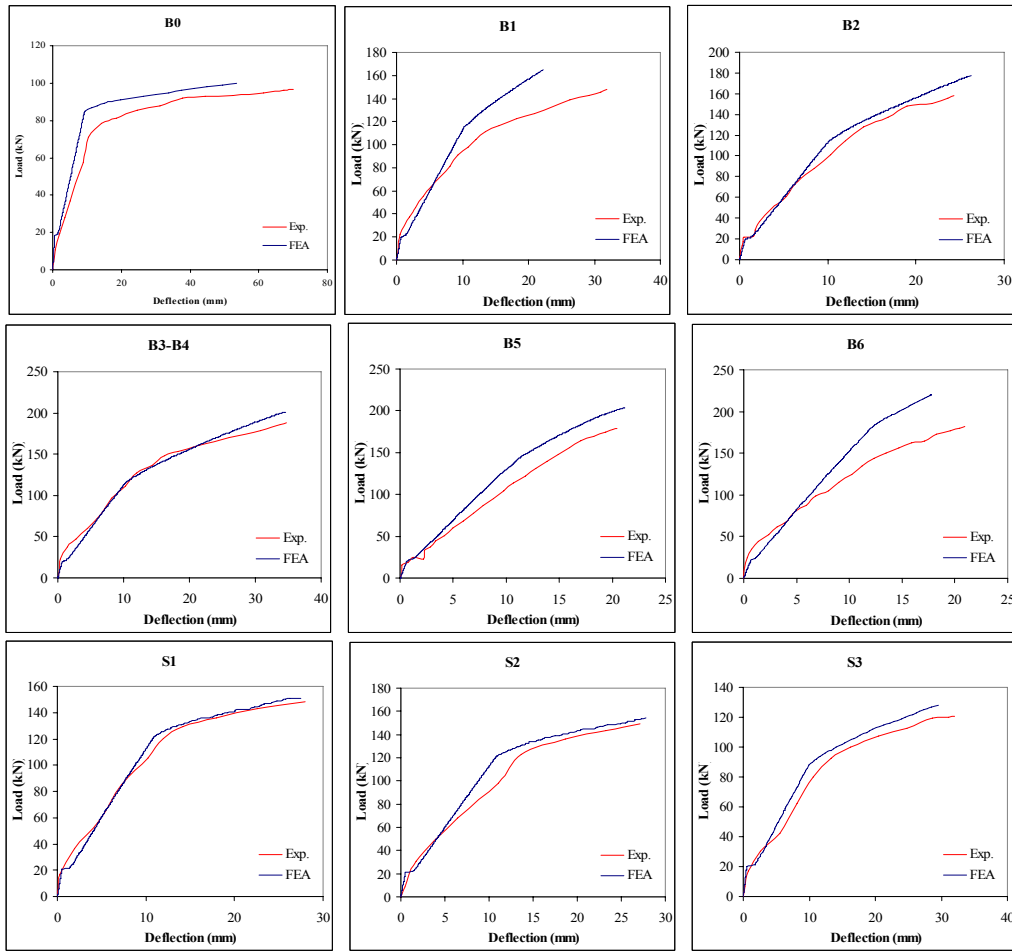 B0
120
100
80
60
40
20
0
0 20 40 60 80
Load (kN)
Deflection (mm)
Exp.
FEA
B1
180
160
140
120
100
80
60
40
20
0
0 10 20 30 40
Load (kN)
Deflection (mm)
Exp.
FEA
B2
200
180
160
140
120
100
80
60
40
20
0
0 10 20 30
Load (kN)
Deflection (mm)
Exp.
FEA
B3-B4
250
200
150
100
50
0
0 10 20 30 40
Load (kN)
Deflection (mm)
Exp.
FEA
B5
250
200
150
100
50
0
0 5 10 15 20 25
Load (kN)
Deflection (mm)
Exp.
FEA
B6
250
200
150
100
50
0
0 5 10 15 20 25
Load (kN)
Deflection (mm)
Exp.
FEA
S1
160
140
120
100
80
60
40
20
0
0 10 20 30
Load (kN)
Deflection (mm)
Exp.
FEA
S2
180
160
140
120
100
80
60
40
20
0
0 5 10 15 20 25 30
Load (kN)
Deflection (mm)
Exp.
FEA
S3
140
120
100
80
60
40
20
0
0 10 20 30 40
Load (kN
Deflection (mm)
Exp.
FEA